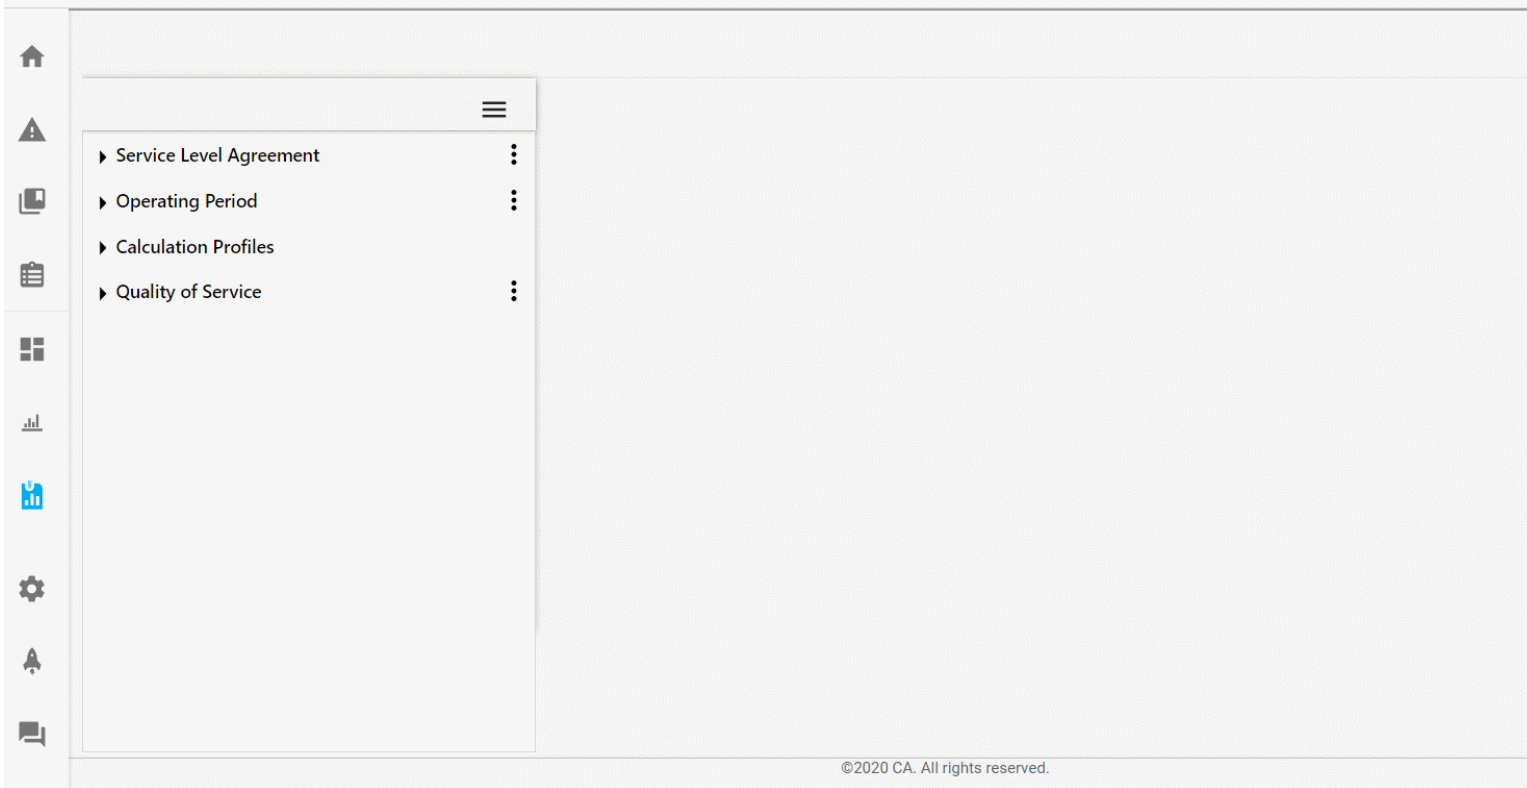 Service Level Agreement
Operating Period
Calculation Profiles
Quality of Service
©2020 CA. All rights reserved.